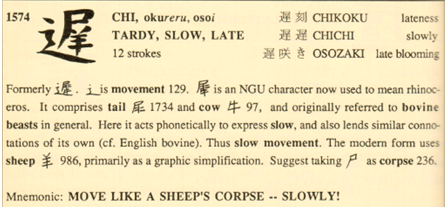 1574 遅 CHI, okureru, osoi 遅刻 CHIKOKU lateness
TARDY, SLOW, LATE 遅遅 CHICHI slowly
12 strokes 遅咲き OSOZAKI late blooming
Formerly 遲. 辶 is movement 129. 犀 is an NGU character now used to mean rhinoc-
eros. It comprises tail 尾 1734 and cow 牛 97, and originally referred to bovine
beasts in general. Here it acts phonetically to express slow, and also lends similar conno-
tations of its own (cf. English bovine). Thus slow movement. The modern form uses
sheep 羊 986, primarily as a graphic simplification. Suggest taking 尸 as corpse 236.
Mnemonic: MOVE LIKE A SHEEP'S CORPSE -- SLOWLY!